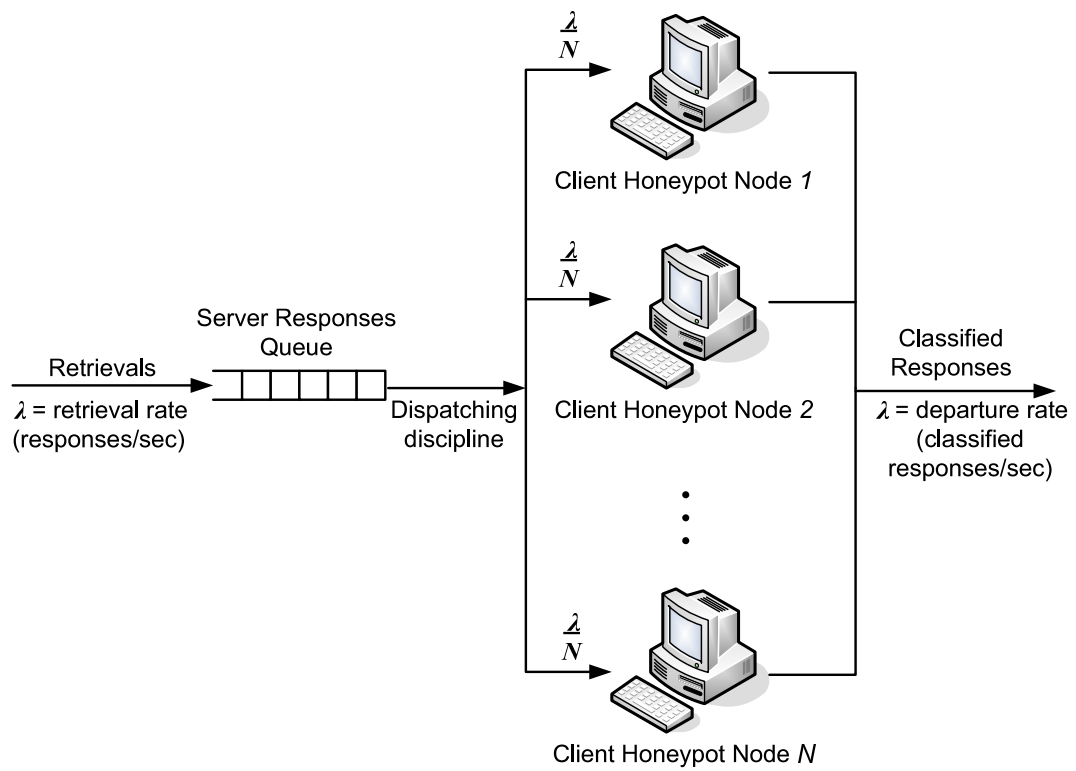 λ
N
Client Honeypot Node 1
λ
N
Client Honeypot Node 2
Server Responses
Queue
Retrievals
λ = retrieval rate
(responses/sec)
Dispatching
discipline
Classified
Responses
λ = departure rate
(classified
responses/sec)
λ
N
Client Honeypot Node N